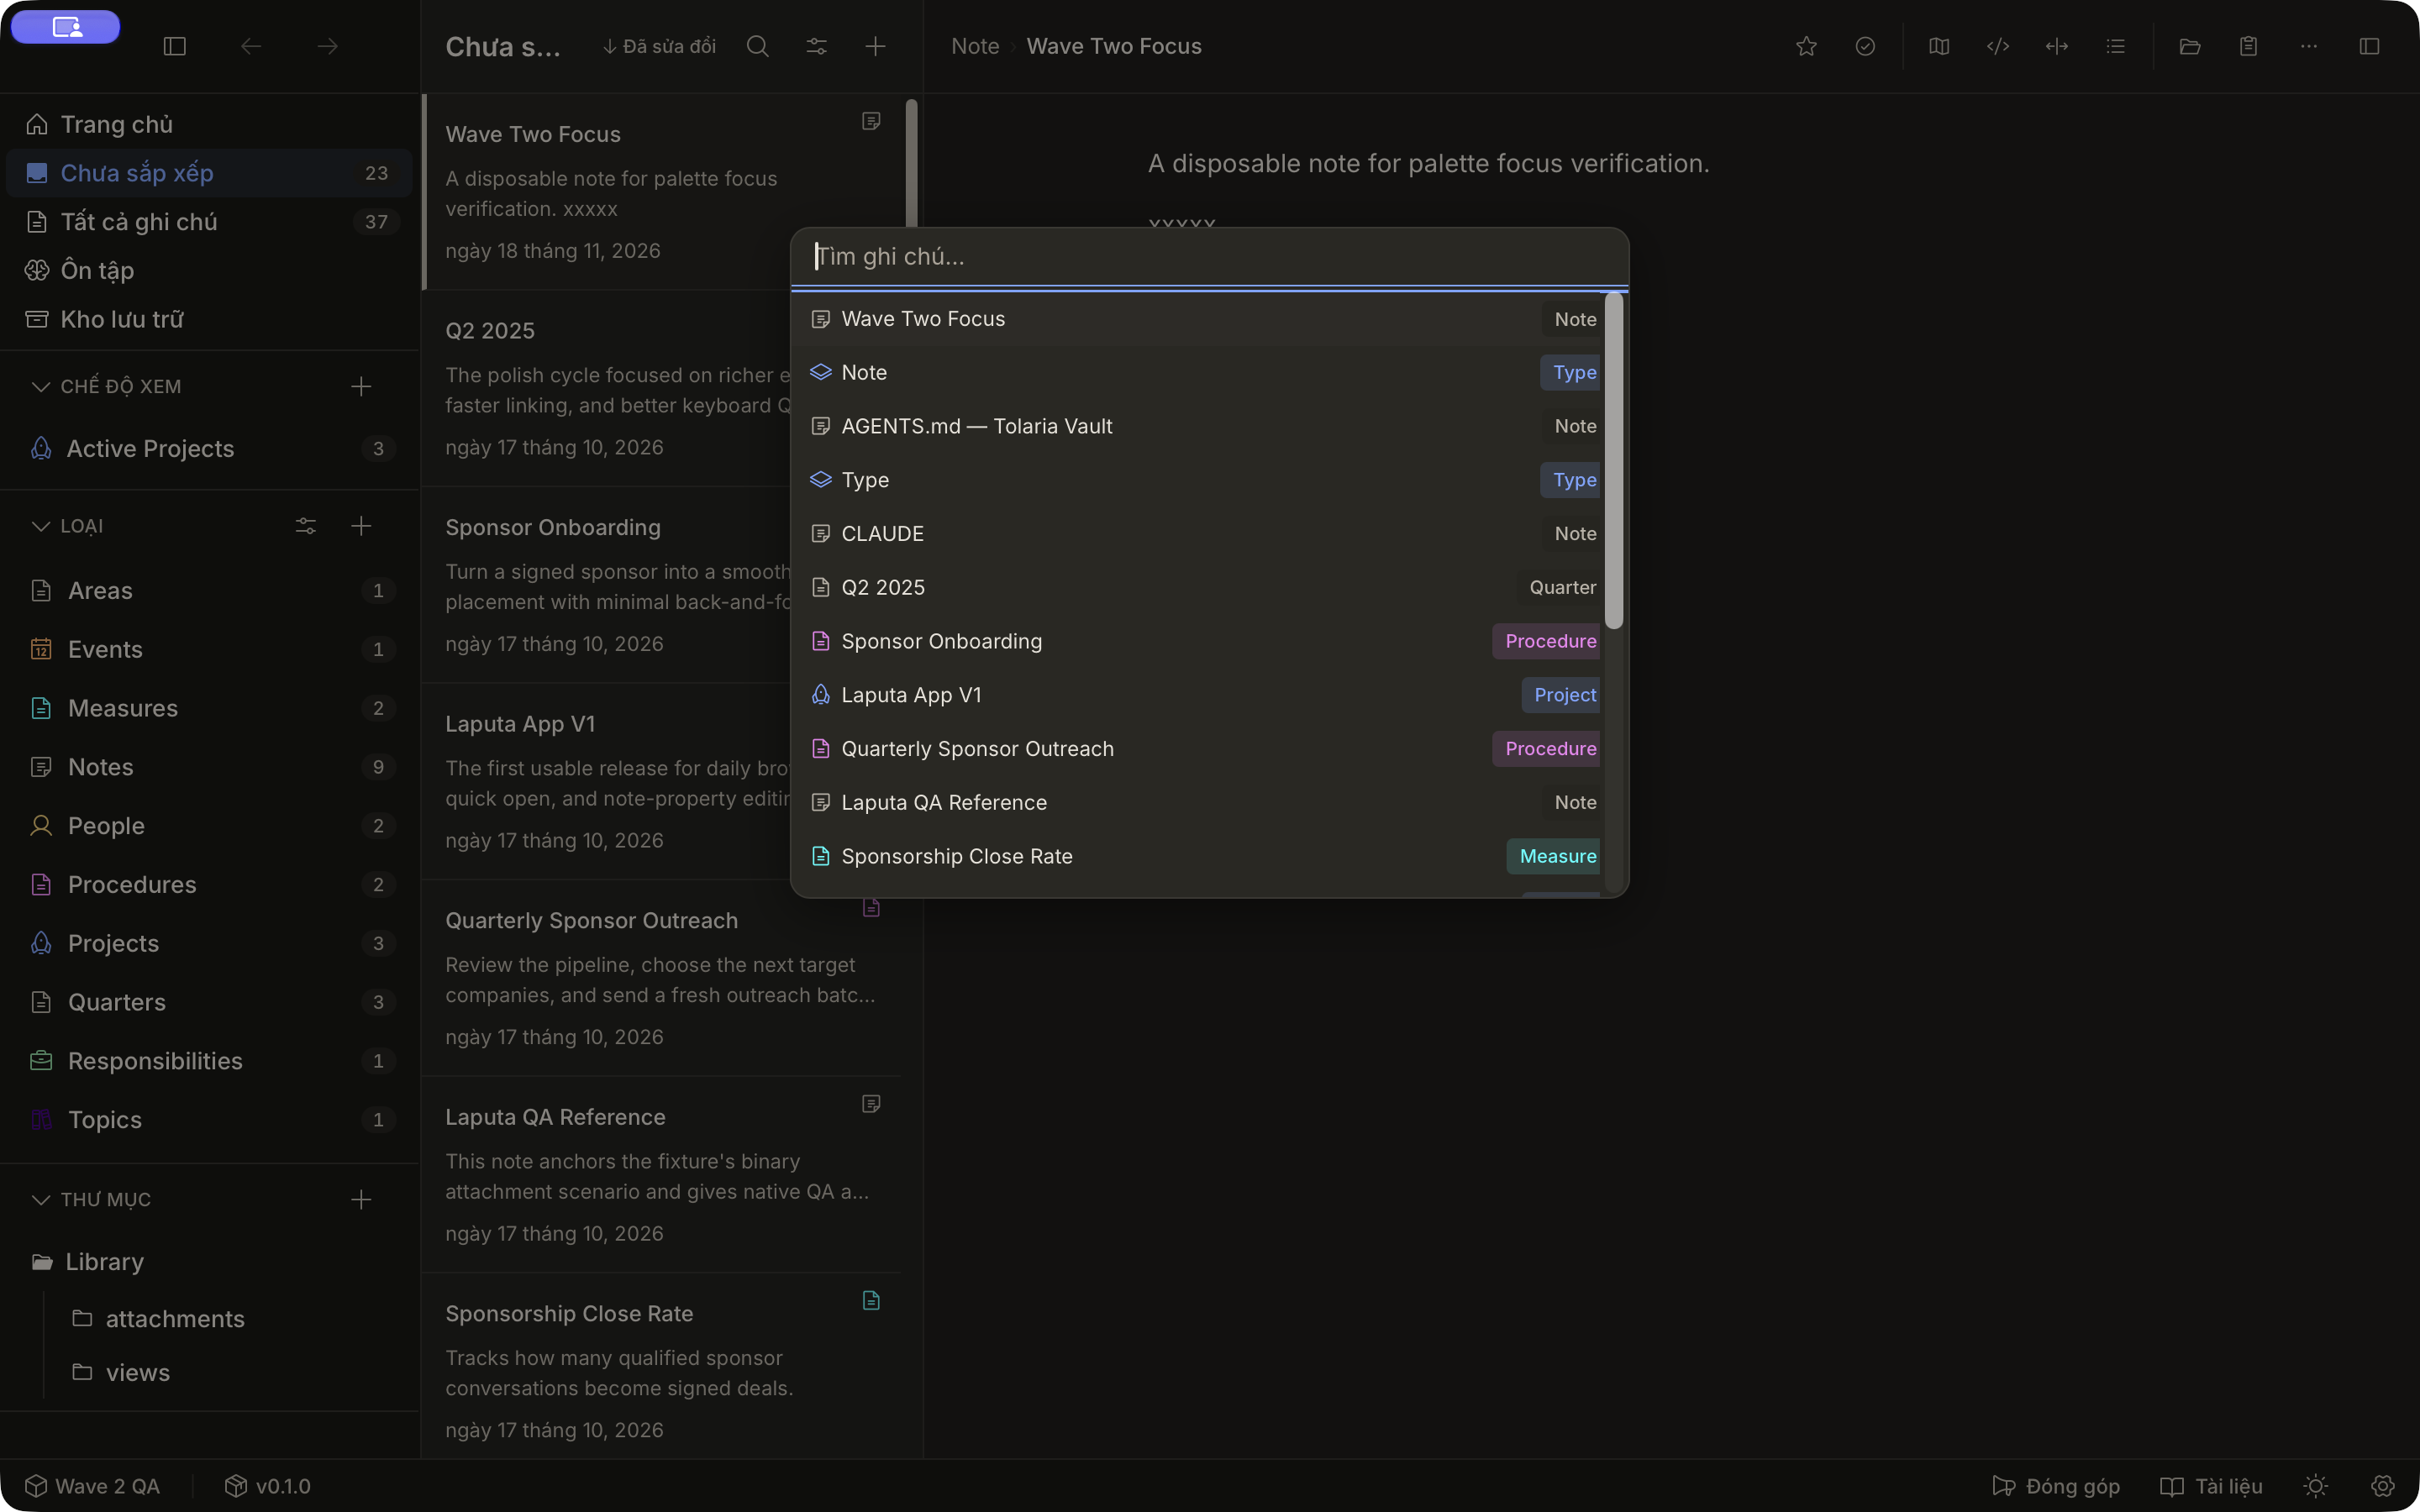 Chưa s...
Đã sửa đổi
Note › Wave Two Focus
Trang chủ
Chưa sắp xếp 23
Tất cả ghi chú 37
Ôn tập
Kho lưu trữ
CHẾ ĐỘ XEM
Active Projects 3
LOẠI
Areas 1
12
Events 1
Measures 2
Notes 9
People 2
Procedures 2
Projects 3
Quarters 3
Responsibilities 1
Topics 1
THƯ MỤC
Library
attachments
views
Wave Two Focus
A disposable note for palette focus
verification. xxxxx
ngày 18 tháng 11, 2026
Q2 2025
The polish cycle focused on richer e
faster linking, and better keyboard Q
ngày 17 tháng 10, 2026
Sponsor Onboarding
Turn a signed sponsor into a smooth
placement with minimal back-and-fo
ngày 17 tháng 10, 2026
Laputa App V1
The first usable release for daily bro
quick open, and note-property editin
ngày 17 tháng 10, 2026
Quarterly Sponsor Outreach
Review the pipeline, choose the next target
companies, and send a fresh outreach batc...
ngày 17 tháng 10, 2026
Laputa QA Reference
This note anchors the fixture's binary
attachment scenario and gives native QA a...
ngày 17 tháng 10, 2026
Sponsorship Close Rate
Tracks how many qualified sponsor
conversations become signed deals.
ngày 17 tháng 10, 2026
A disposable note for palette focus verification.
xxxxx
Tìm ghi chú...
Wave Two Focus Note
Note Type
AGENTS.md — Tolaria Vault Note
Type Type
CLAUDE Note
Q2 2025 Quarter
Sponsor Onboarding Procedure
Laputa App V1 Project
Quarterly Sponsor Outreach Procedure
Laputa QA Reference Note
Sponsorship Close Rate Measure
Wave 2 QA
v0.1.0
Đóng góp
Tài liệu